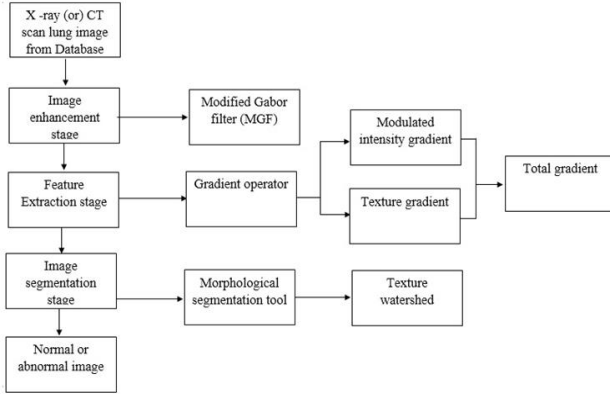 X -ray (or) CT
scan lung image
from Database
Image
enhancement
stage
Modified Gabor
filter (MGF)
Modulated
intensity gradient
Total gradient
Feature
Extraction stage
Gradient operator
Texture gradient
Image
segmentation
stage
Morphological
segmentation tool
Texture
watershed
Normal or
abnormal image